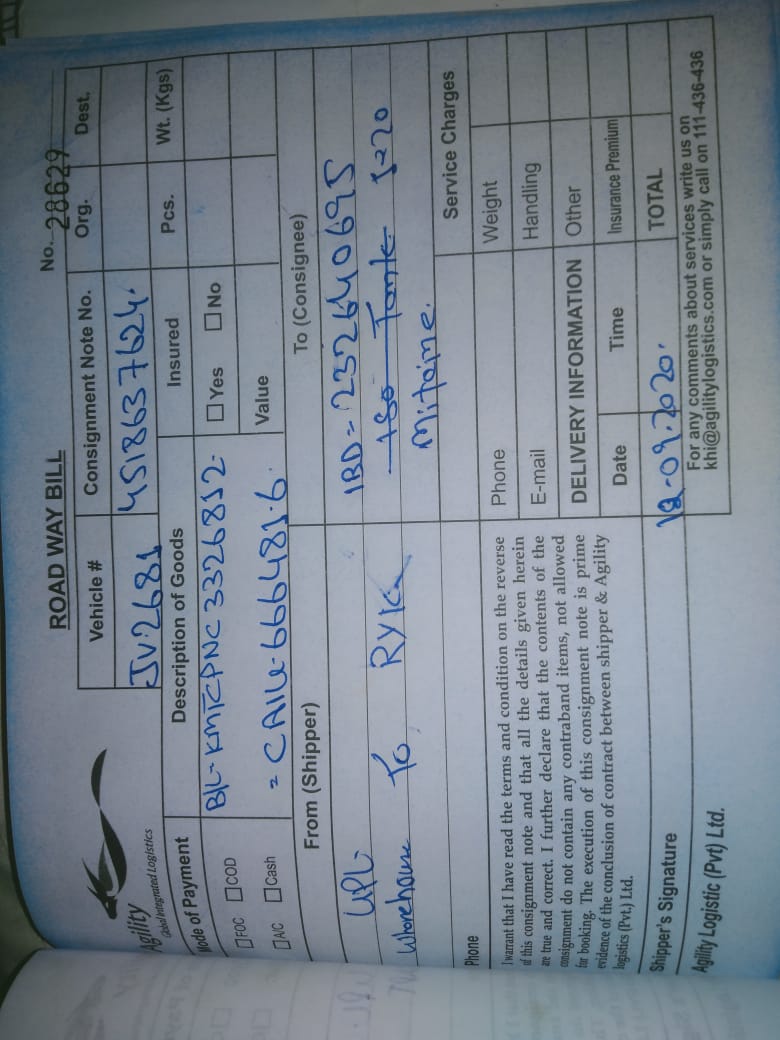 ROAD WAY BILL
No. 28629
Agility
Global Integrated Logistics
Vehicle #
Consignment Note No.
Org.
Dest.
JV.2681
4518637624.
Mode of Payment
Description of Goods
Insured
Pcs.
Wt. (Kgs)
FOC
COD
A/C
Cash
B/L- KMTCPNC 3326812-
= CAIU-666481.6.
Yes
No
Value
From (Shipper)
To (Consignee)
UPL
Whorehouse To RYK
IBD = 232640695
Tank
Phone
I warrant that I have read the terms and condition on the reverse
of this consignment note and that all the details given herein
are true and correct. I further declare that the contents of the
consignment do not contain any contraband items, not allowed
for booking. The execution of this consignment note is prime
evidence of the conclusion of contract between shipper & Agility
logistics (Pvt.) Ltd.
Shipper's Signature
Agility Logistic (Pvt) Ltd.
Phone
E-mail
DELIVERY INFORMATION
Date
Time
-09.2020.
Service Charges
Weight
Handling
Other
Insurance Premium
TOTAL
For any comments about services write us on
khi@agilitylogistics.com or simply call on 111-436-436